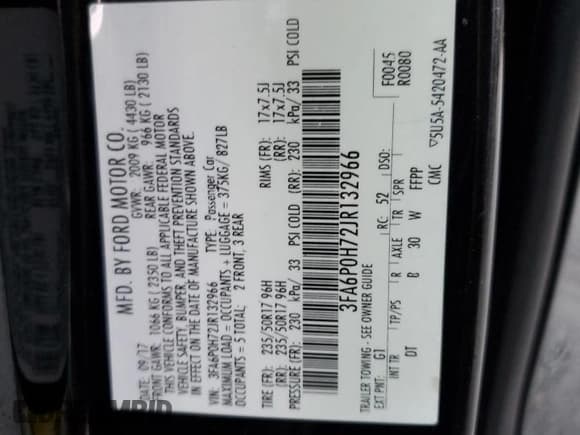 MFD. BY FORD MOTOR CO.
DATE: 09/17 GVWR: 2009 KG ( 4430 LB)
FRONT GAWR: 1066 KG ( 2350 LB) REAR GAWR: 966 KG ( 2130 LB)
THIS VEHICLE CONFORMS TO ALL APPLICABLE FEDERAL MOTOR
VEHICLE SAFETY, BUMPER, AND THEFT PREVENTION STANDARDS
IN EFFECT ON THE DATE OF MANUFACTURE SHOWN ABOVE.
VIN: 3FA6P0H72JR132966 TYPE: Passenger Car
MAXIMUM LOAD = OCCUPANTS + LUGGAGE = 375KG/ 827LB
OCCUPANTS = 5 TOTAL: 2 FRONT, 3 REAR
TIRE (FR): 235/50R17 96H RIMS (FR): 17x7.5J
(RR): 235/50R17 96H (RR): 17x7.5J
PRESSURE (FR): 230 kPa/ 33 PSI COLD (RR): 230 kPa/ 33 PSI COLD
3FA6P0H72JR132966
TRAILER TOWING - SEE OWNER GUIDE F0045
EXT PNT: G1 RC: 52 DSO: R0080
INT TR TP/PS R AXLE TR SPR
DT B 30 W FFPP
CMC ▽5U5A-5420472-AA